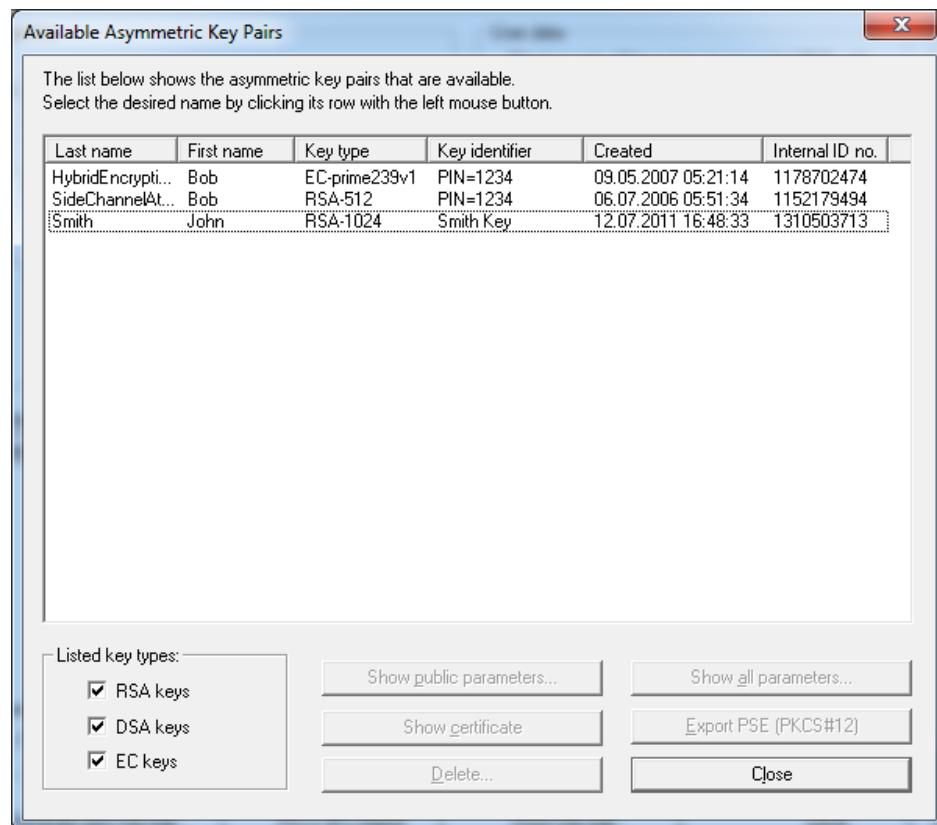 Available Asymmetric Key Pairs
The list below shows the asymmetric key pairs that are available.
Select the desired name by clicking its row with the left mouse button.
Last name First name Key type Key identifier Created Internal ID no.
HybridEncrypti... Bob EC-prime239v1 PIN=1234 09.05.2007 05:21:14 1178702474
SideChannelAt... Bob RSA-512 PIN=1234 06.07.2006 05:51:34 1152179494
Smith John RSA-1024 Smith Key 12.07.2011 16:48:33 1310503713
Listed key types:
RSA keys
DSA keys
EC keys
Show public parameters...
Show all parameters...
Show certificate
Export PSE (PKCS#12)
Delete...
Close